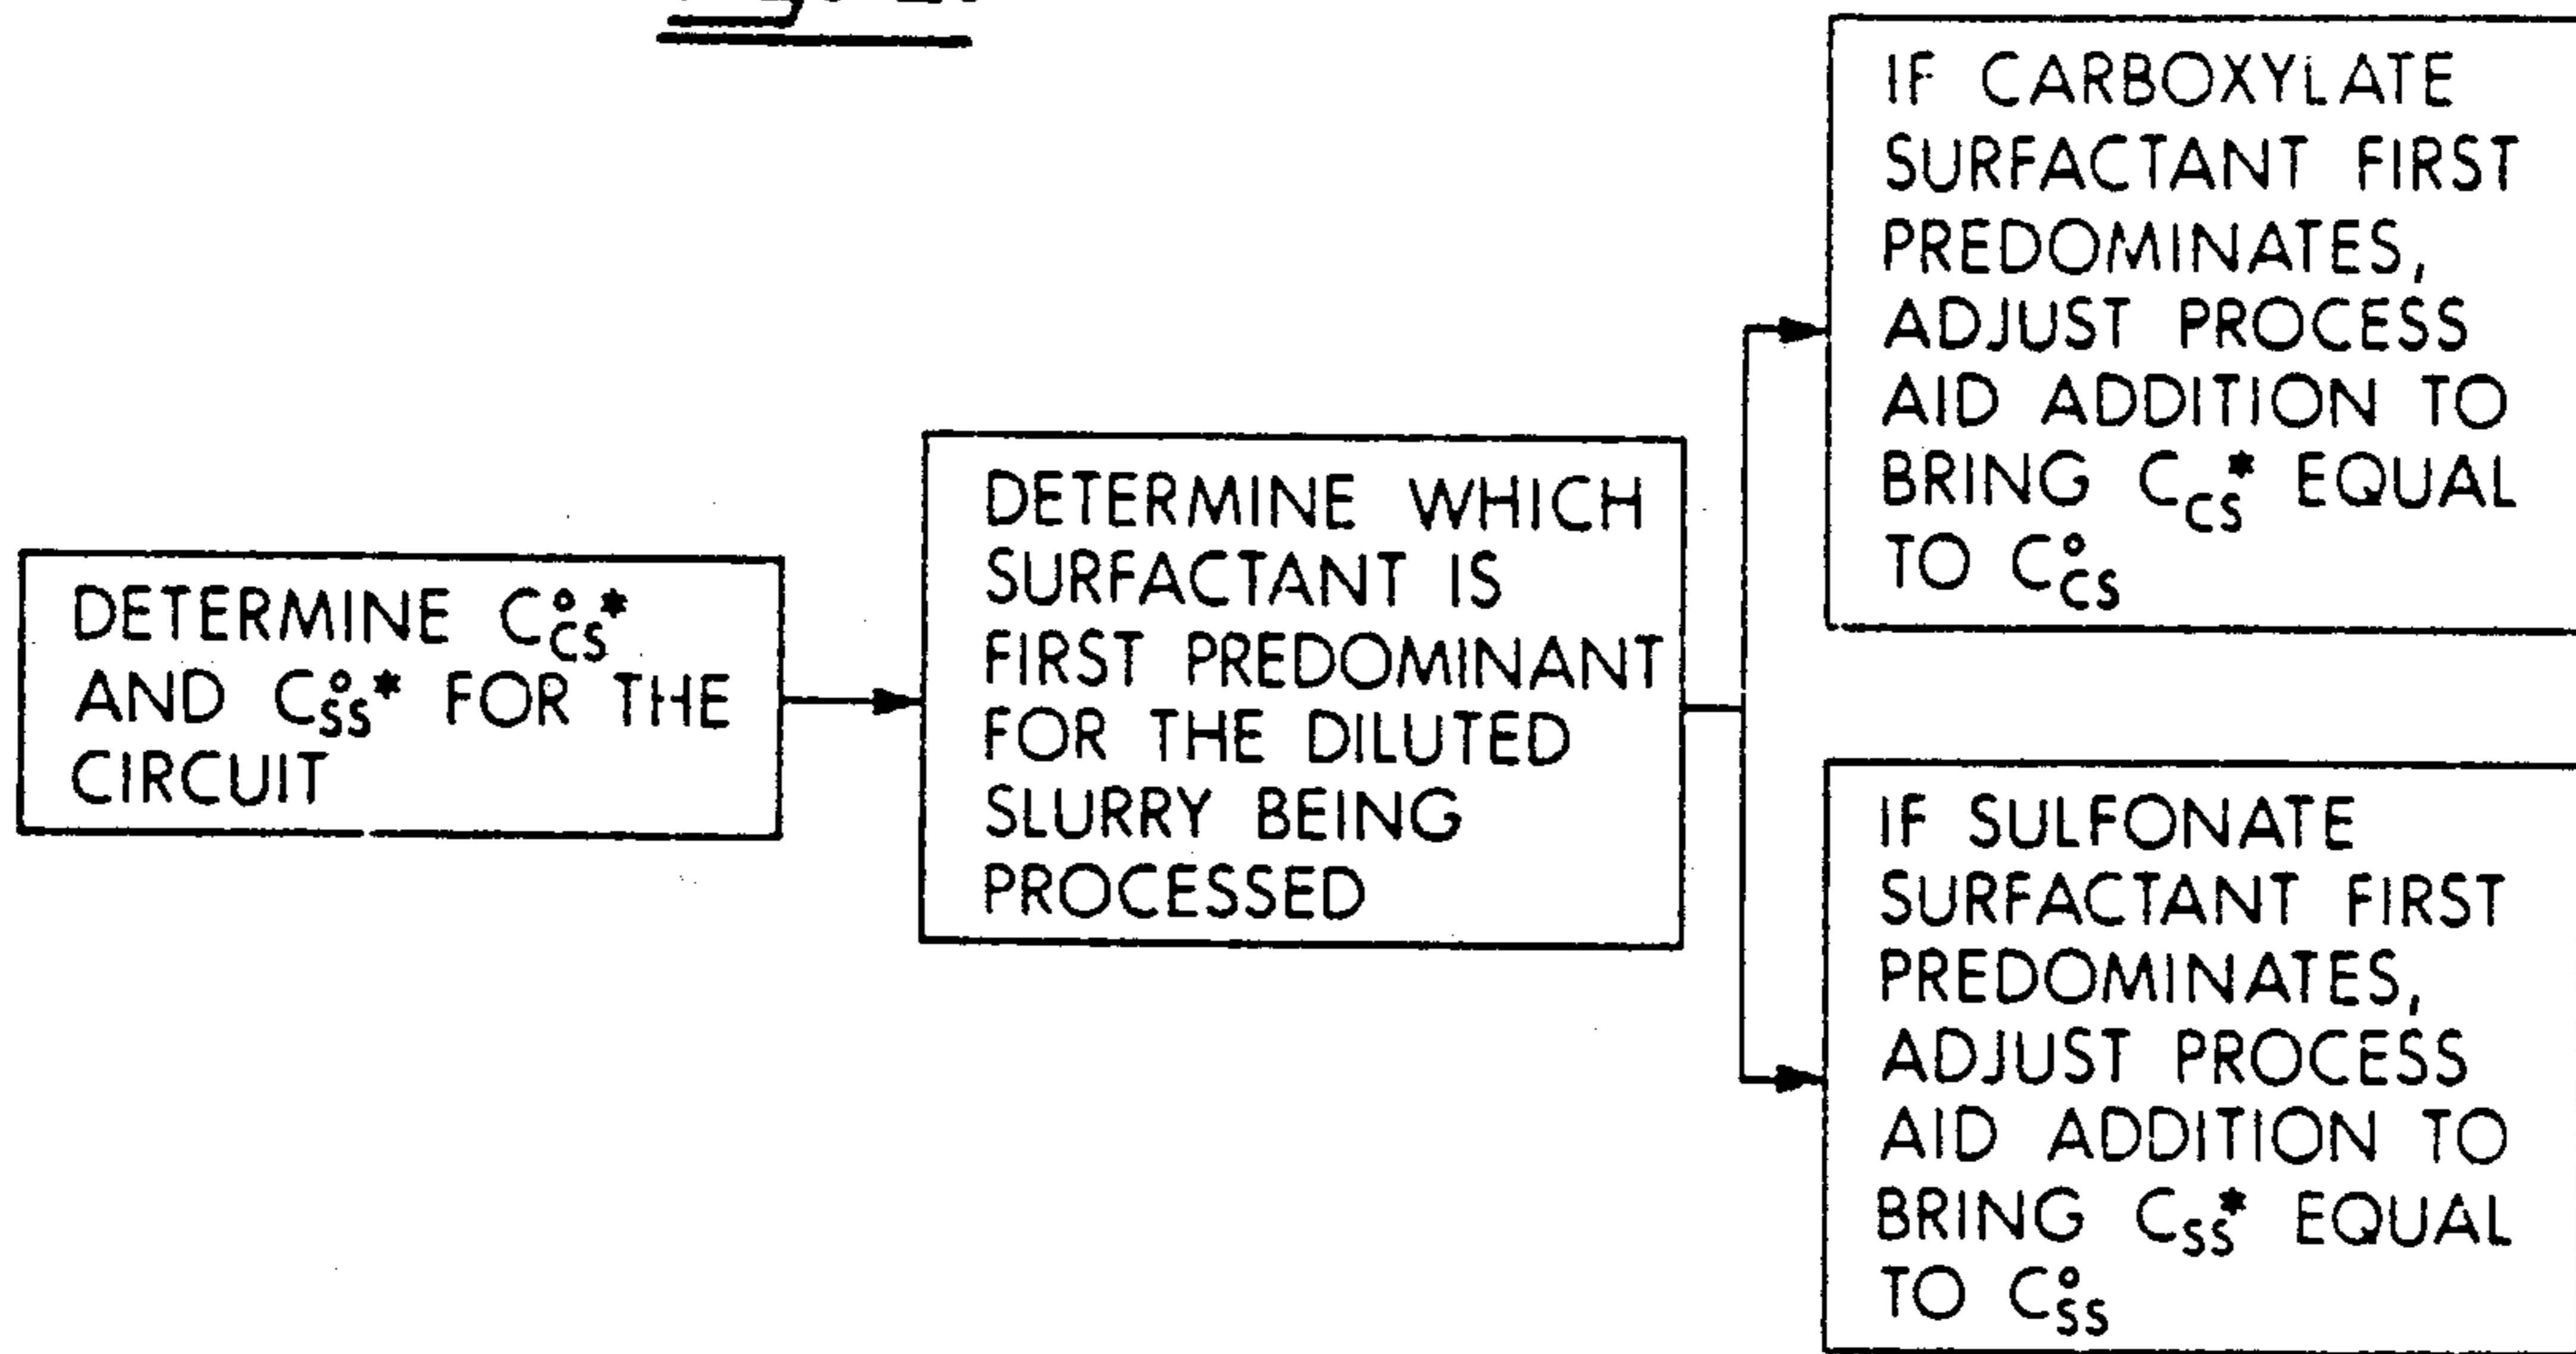 DETERMINE C°CS*
AND C°SS* FOR THE
CIRCUIT
DETERMINE WHICH
SURFACTANT IS
FIRST PREDOMINANT
FOR THE DILUTED
SLURRY BEING
PROCESSED
IF CARBOXYLATE
SURFACTANT FIRST
PREDOMINATES,
ADJUST PROCESS
AID ADDITION TO
BRING CCS* EQUAL
TO C°CS
IF SULFONATE
SURFACTANT FIRST
PREDOMINATES,
ADJUST PROCESS
AID ADDITION TO
BRING CSS* EQUAL
TO C°SS